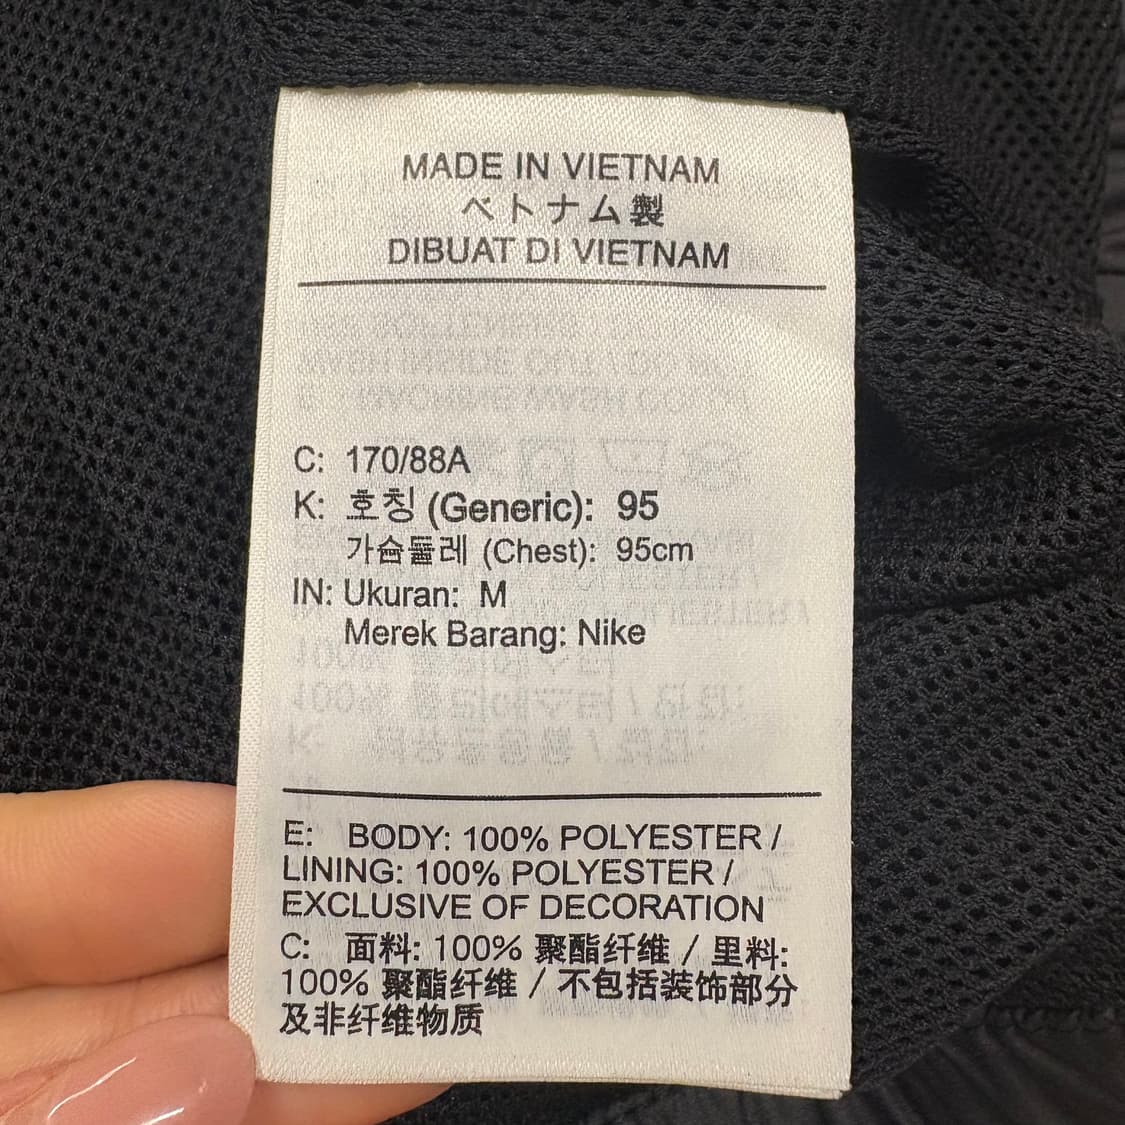 MADE IN VIETNAM
ベトナム製
DIBUAT DI VIETNAM
C: 170/88A
K: 호칭 (Generic): 95
가슴둘레 (Chest): 95cm
IN: Ukuran: M
Merek Barang: Nike
E: BODY: 100% POLYESTER /
LINING: 100% POLYESTER /
EXCLUSIVE OF DECORATION
C: 面料: 100% 聚酯纤维 / 里料:
100% 聚酯纤维 / 不包括装饰部分
及非纤维物质